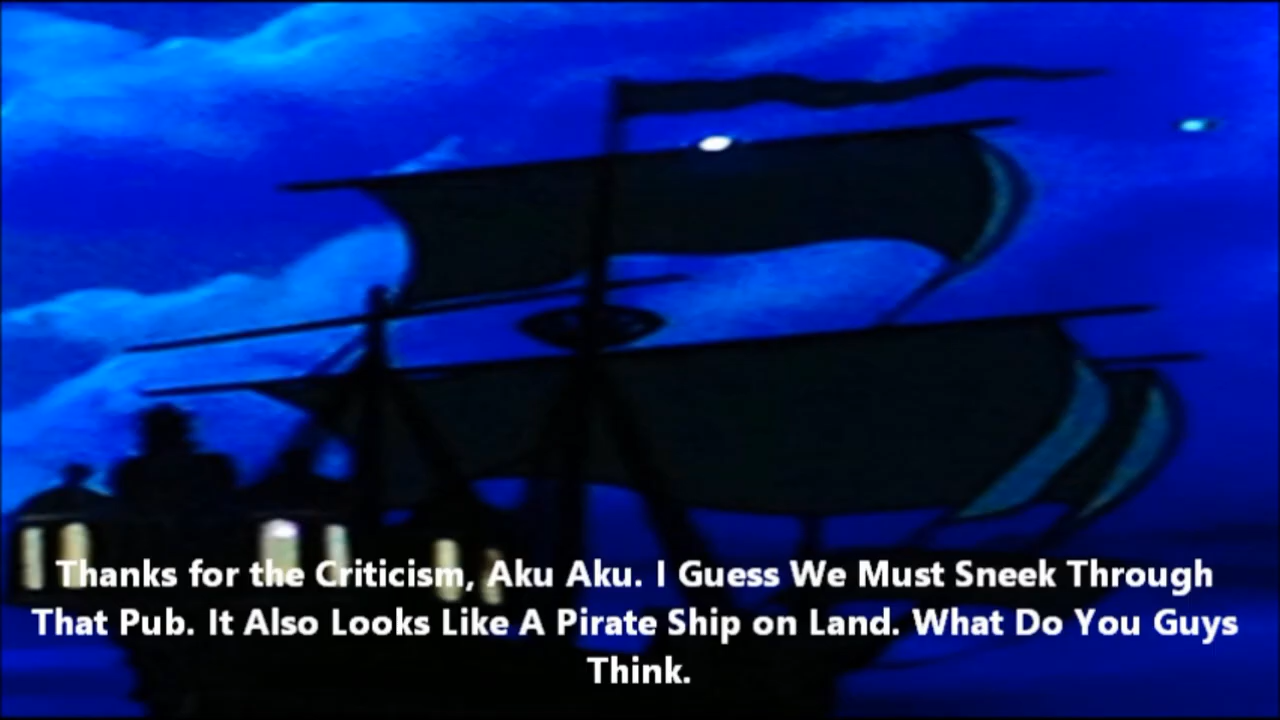 Thanks for the Criticism, Aku Aku. I Guess We Must Sneek Through
That Pub. It Also Looks Like A Pirate Ship on Land. What Do You Guys
Think.